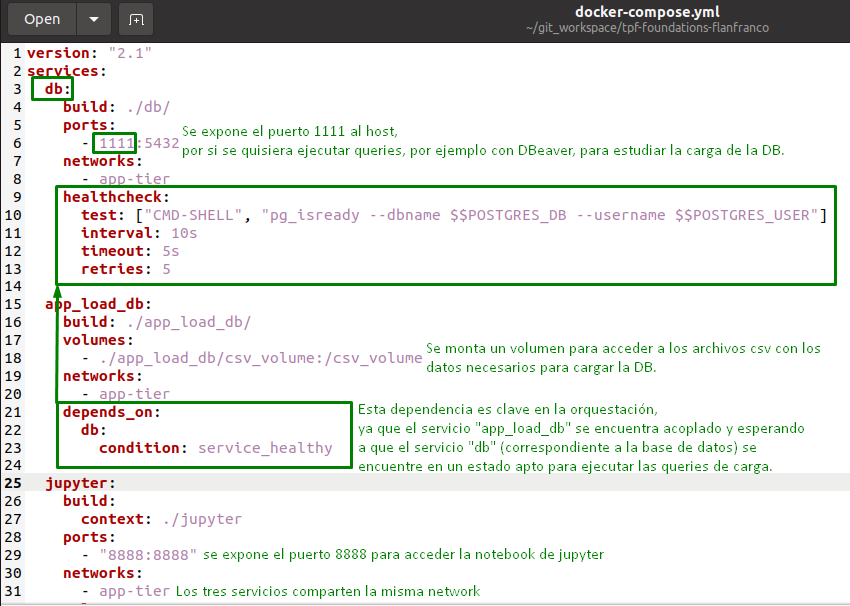 Open
docker-compose.yml
~/git_workspace/tpf-foundations-flanfranco
1 version: "2.1"
2 services:
3 db:
4 build: ./db/
5 ports:
6 - 1111:5432
Se expone el puerto 1111 al host,
por si se quisiera ejecutar queries, por ejemplo con DBeaver, para estudiar la carga de la DB.
7 networks:
8 - app-tier
9 healthcheck:
10 test: ["CMD-SHELL", "pg_isready --dbname $$POSTGRES_DB --username $$POSTGRES_USER"]
11 interval: 10s
12 timeout: 5s
13 retries: 5
14
15 app_load_db:
16 build: ./app_load_db/
17 volumes:
18 - ./app_load_db/csv_volume:/csv_volume
Se monta un volumen para acceder a los archivos csv con los
datos necesarios para cargar la DB.
19 networks:
20 - app-tier
21 depends_on:
22 db:
23 condition: service_healthy
24
Esta dependencia es clave en la orquestación,
ya que el servicio "app_load_db" se encuentra acoplado y esperando
a que el servicio "db" (correspondiente a la base de datos) se
encuentre en un estado apto para ejecutar las queries de carga.
25 jupyter:
26 build:
27 context: ./jupyter
28 ports:
29 - "8888:8888" se expone el puerto 8888 para acceder la notebook de jupyter
30 networks:
31 - app-tier Los tres servicios comparten la misma network